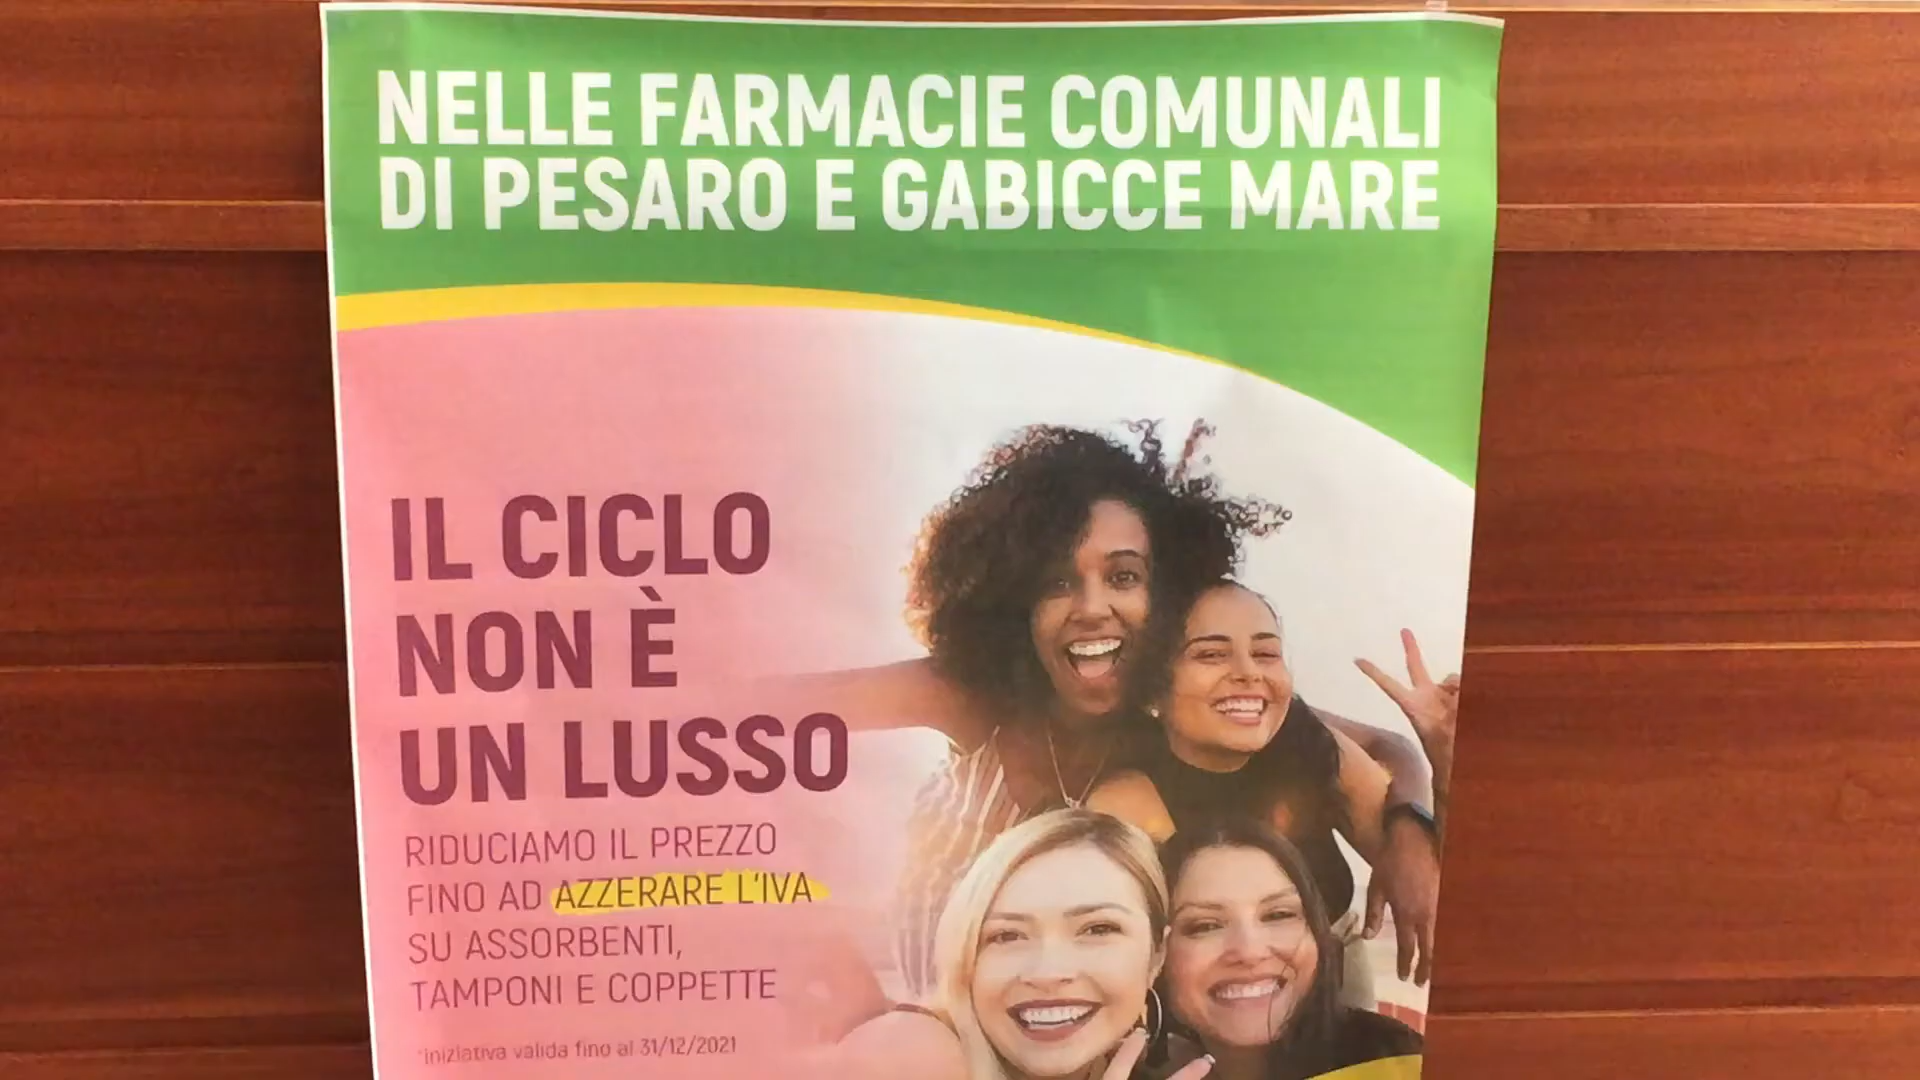 NELLE FARMACIE COMUNALI
DI PESARO E GABICCE MARE
IL CICLO
NON È
UN LUSSO
RIDUCIAMO IL PREZZO
FINO AD AZZERARE L'IVA
SU ASSORBENTI,
TAMPONI E COPPETTE
*iniziativa valida fino al 31/12/2021